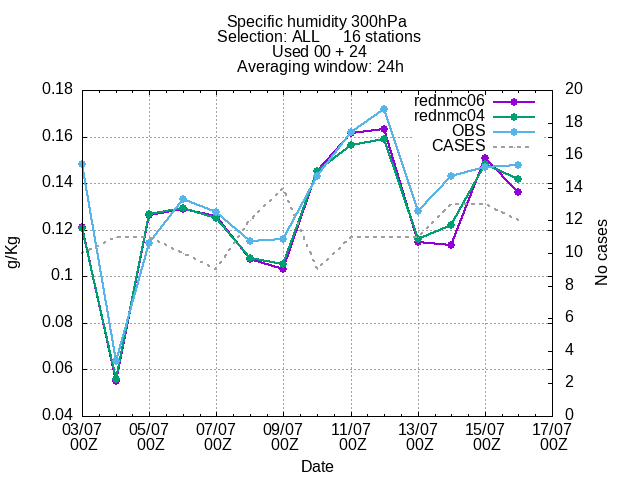 Specific humidity 300hPa
Selection: ALL 16 stations
Used 00 + 24
Averaging window: 24h
0.18
0.16
0.14
0.12
0.1
0.08
0.06
0.04
g/Kg
20
18
16
14
12
10
8
6
4
2
0
No cases
rednmc06
rednmc04
OBS
CASES
03/07 05/07 07/07 09/07 11/07 13/07 15/07 17/07
00Z 00Z 00Z 00Z 00Z 00Z 00Z 00Z
Date